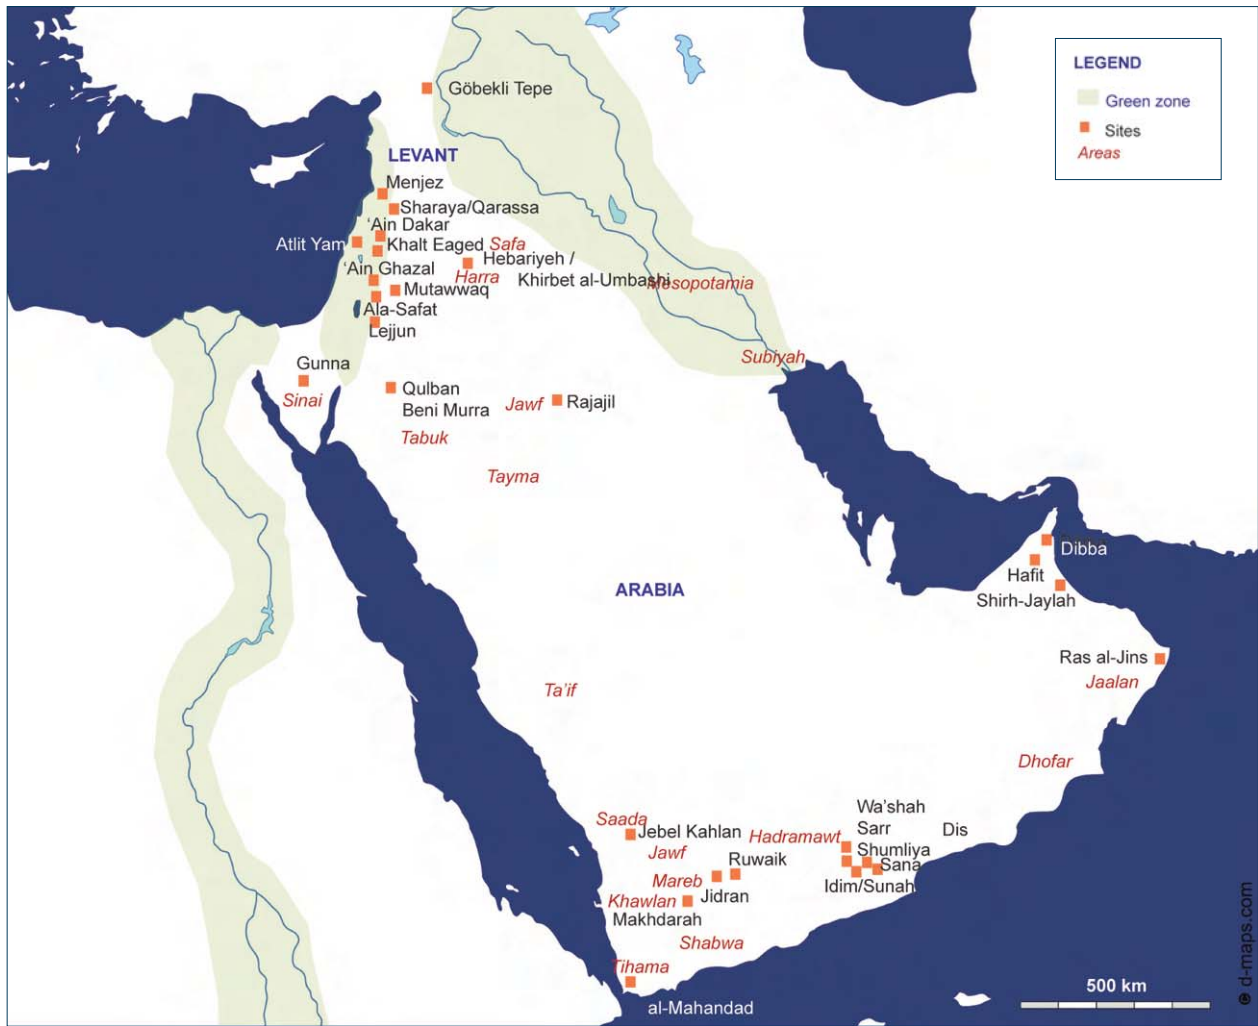 LEGEND
Green zone
Sites
Areas
Göbekli Tepe
LEVANT
Menjez
Sharaya/Qarassa
‘Ain Dakar
Atlit Yam
Khalt Eaged
Safa
Hebariyeh /
‘Ain Ghazal
Harra
Khirbet al-Umbashi
Mesopotamia
Mutawwaq
Ala-Safat
Lejjun
Subiyah
Gunna
Sinai
Qulban
Beni Murra
Jawf
Rajajil
Tabuk
Tayma
Dibba
Hafit
Shirh-Jaylah
ARABIA
Ras al-Jins
Jaalan
Ta’if
Dhofar
Wa’shah
Saada
Sarr
Dis
Jebel Kahlan
Hadramawt
Jawf
Shumliya
Ruwaik
Sana
Mareb
Idim/Sunah
Khawlan
Jidran
Makhdarah
Shabwa
Tihama
al-Mahandad
500 km
© d-maps.com